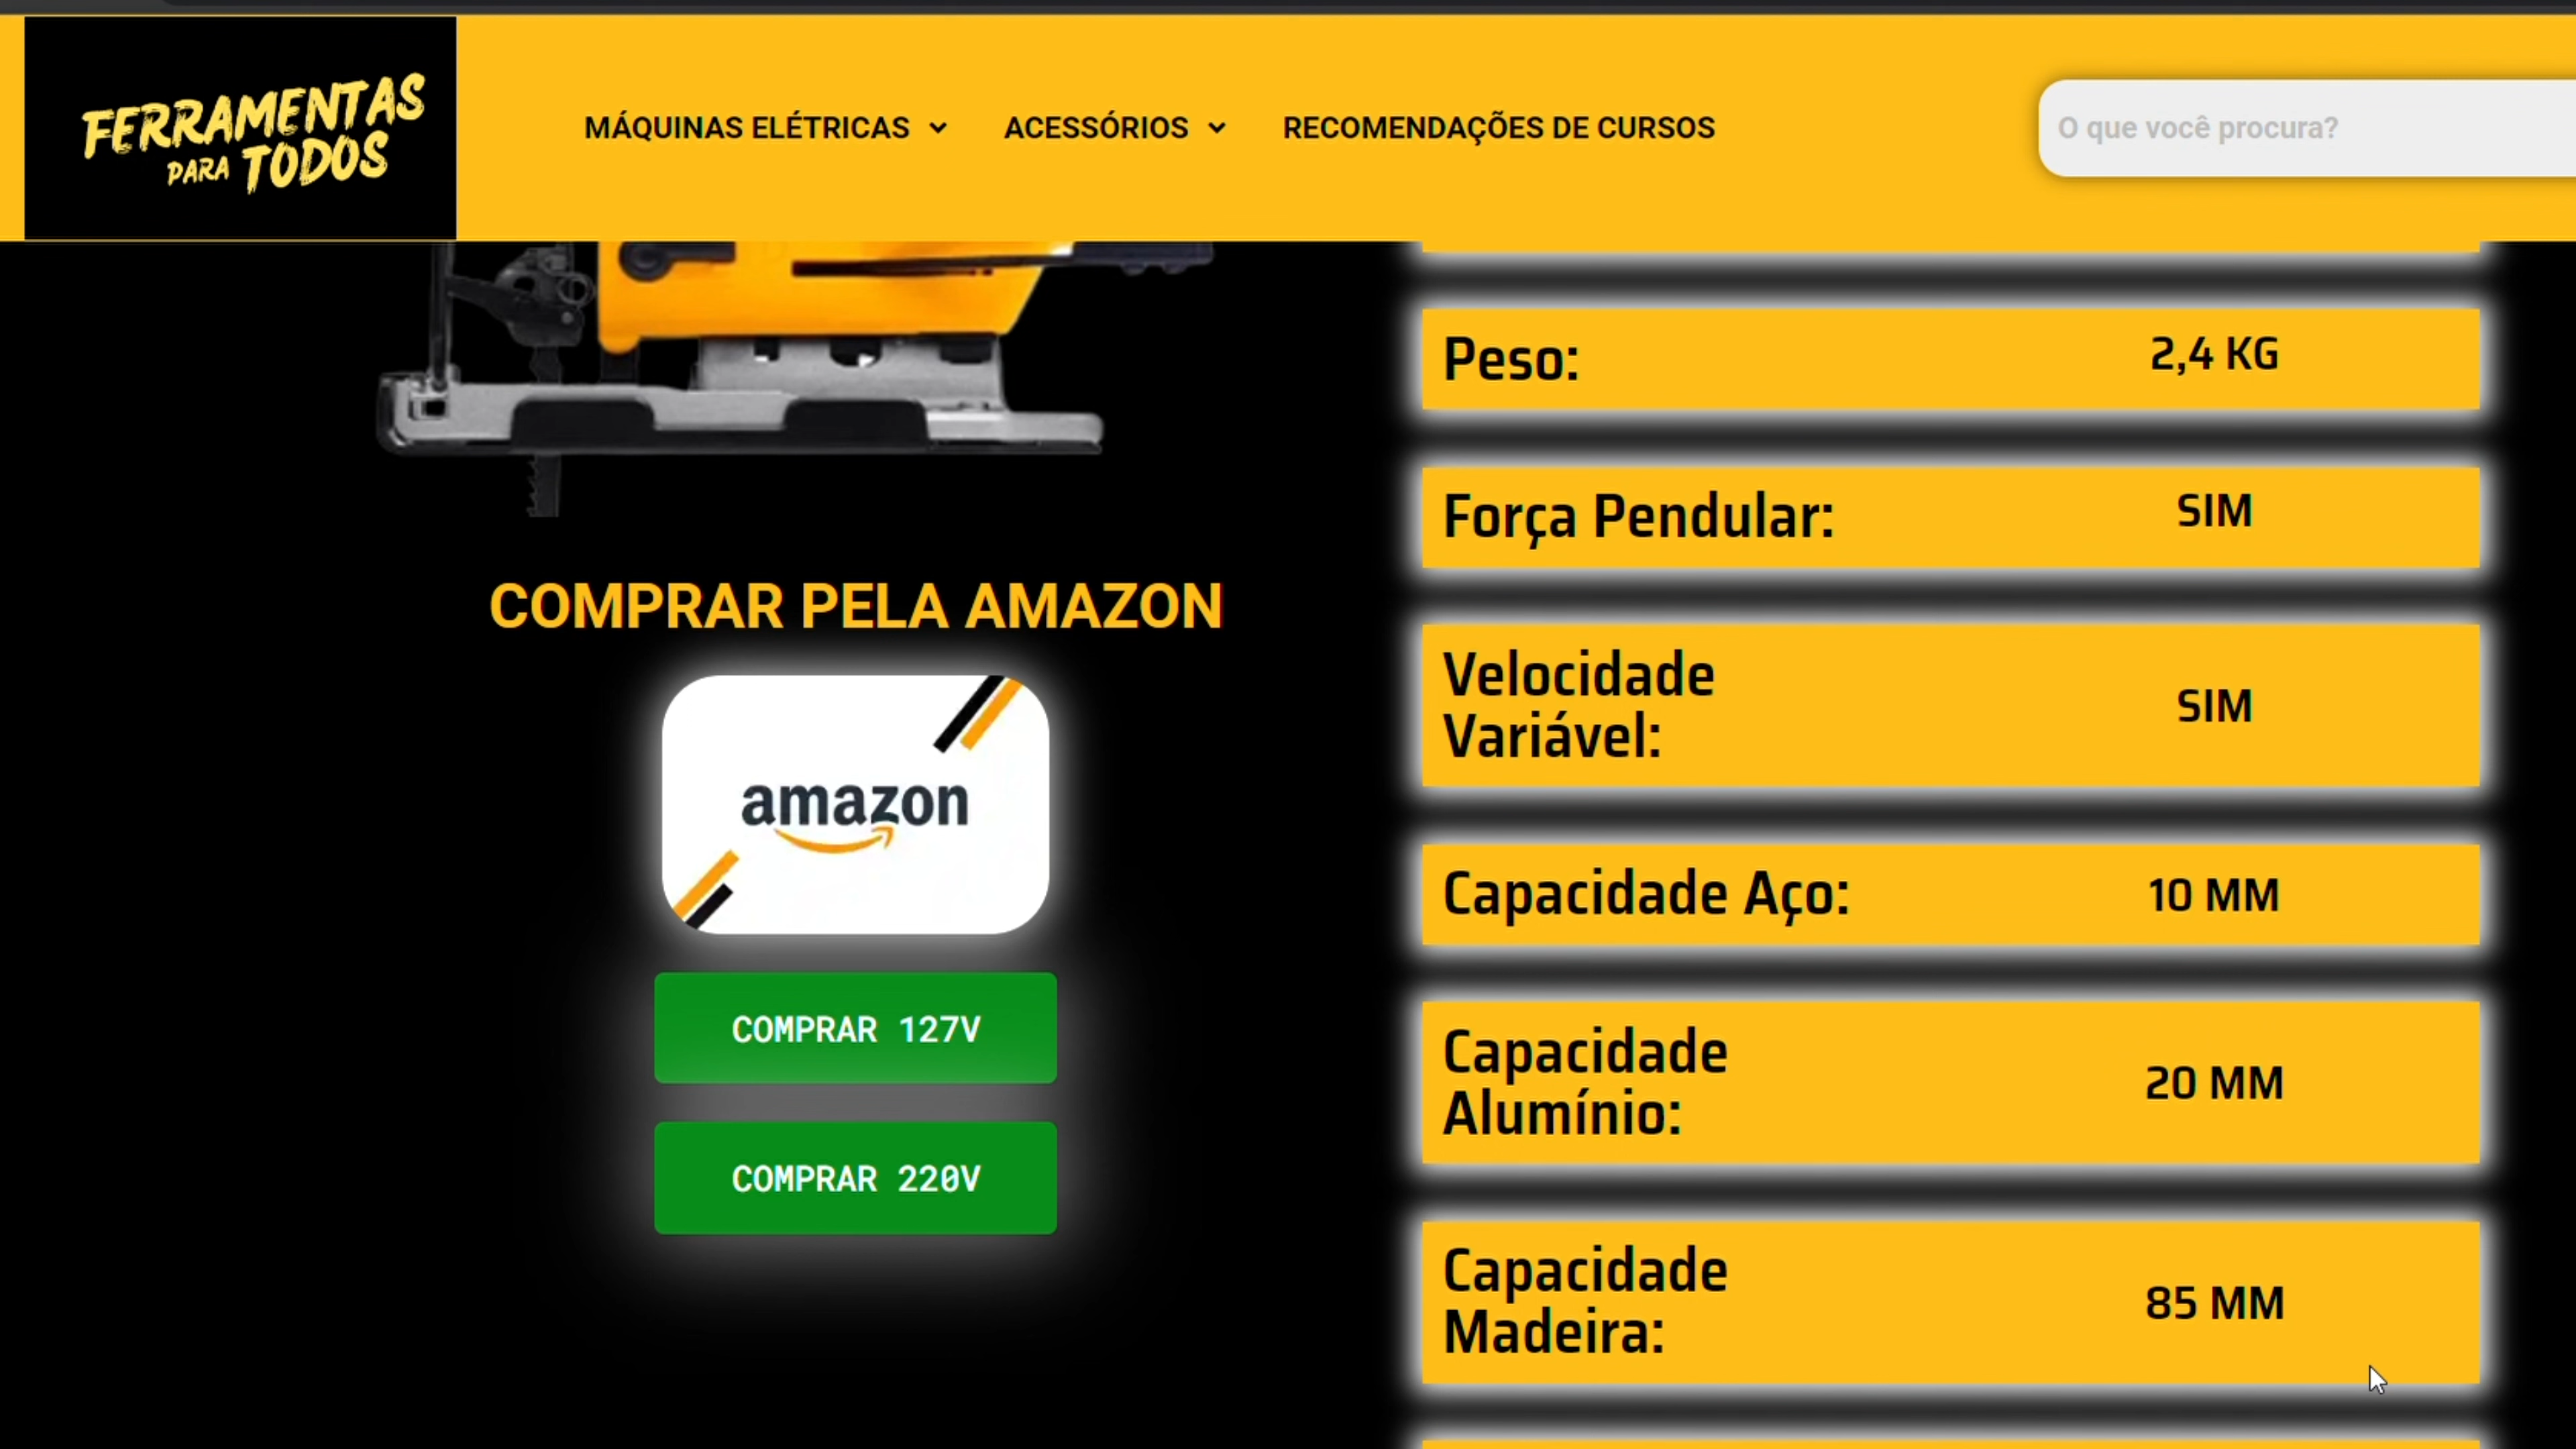 FERRAMENTAS
PARA TODOS
MÁQUINAS ELÉTRICAS
ACESSÓRIOS
RECOMENDAÇÕES DE CURSOS
O que você procura?
COMPRAR PELA AMAZON
amazon
COMPRAR 127V
COMPRAR 220V
Peso:
2,4 KG
Força Pendular:
SIM
Velocidade
Variável:
SIM
Capacidade Aço:
10 MM
Capacidade
Alumínio:
20 MM
Capacidade
Madeira:
85 MM